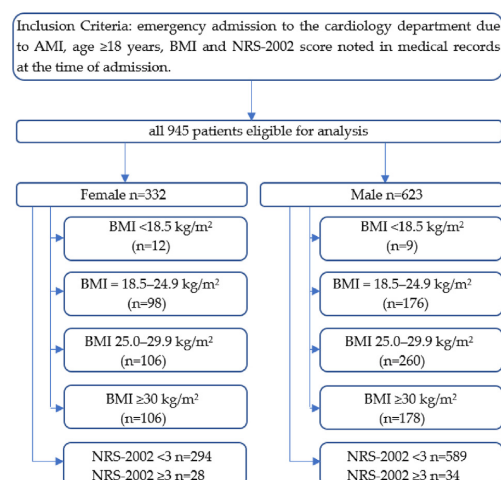 Inclusion Criteria: emergency admission to the cardiology department due
to AMI, age ≥18 years, BMI and NRS-2002 score noted in medical records
at the time of admission.
all 945 patients eligible for analysis
Female n=332
BMI <18.5 kg/m²
(n=12)
BMI = 18.5–24.9 kg/m²
(n=98)
BMI 25.0–29.9 kg/m²
(n=106)
BMI ≥30 kg/m²
(n=106)
NRS-2002 <3 n=294
NRS-2002 ≥3 n=28
Male n=623
BMI <18.5 kg/m²
(n=9)
BMI = 18.5–24.9 kg/m²
(n=176)
BMI 25.0–29.9 kg/m²
(n=260)
BMI ≥30 kg/m²
(n=178)
NRS-2002 <3 n=589
NRS-2002 ≥3 n=34